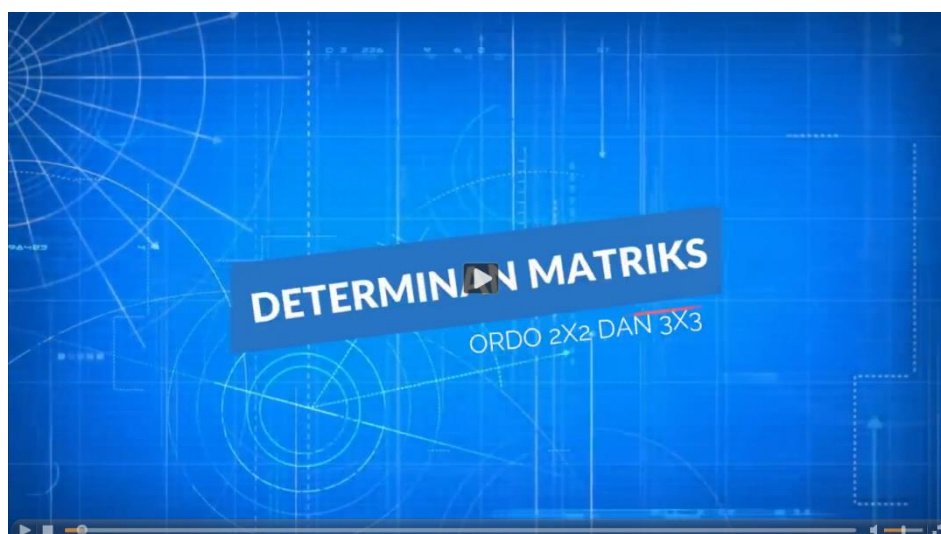 DETERMINAN MATRIKS
ORDO 2X2 DAN 3X3